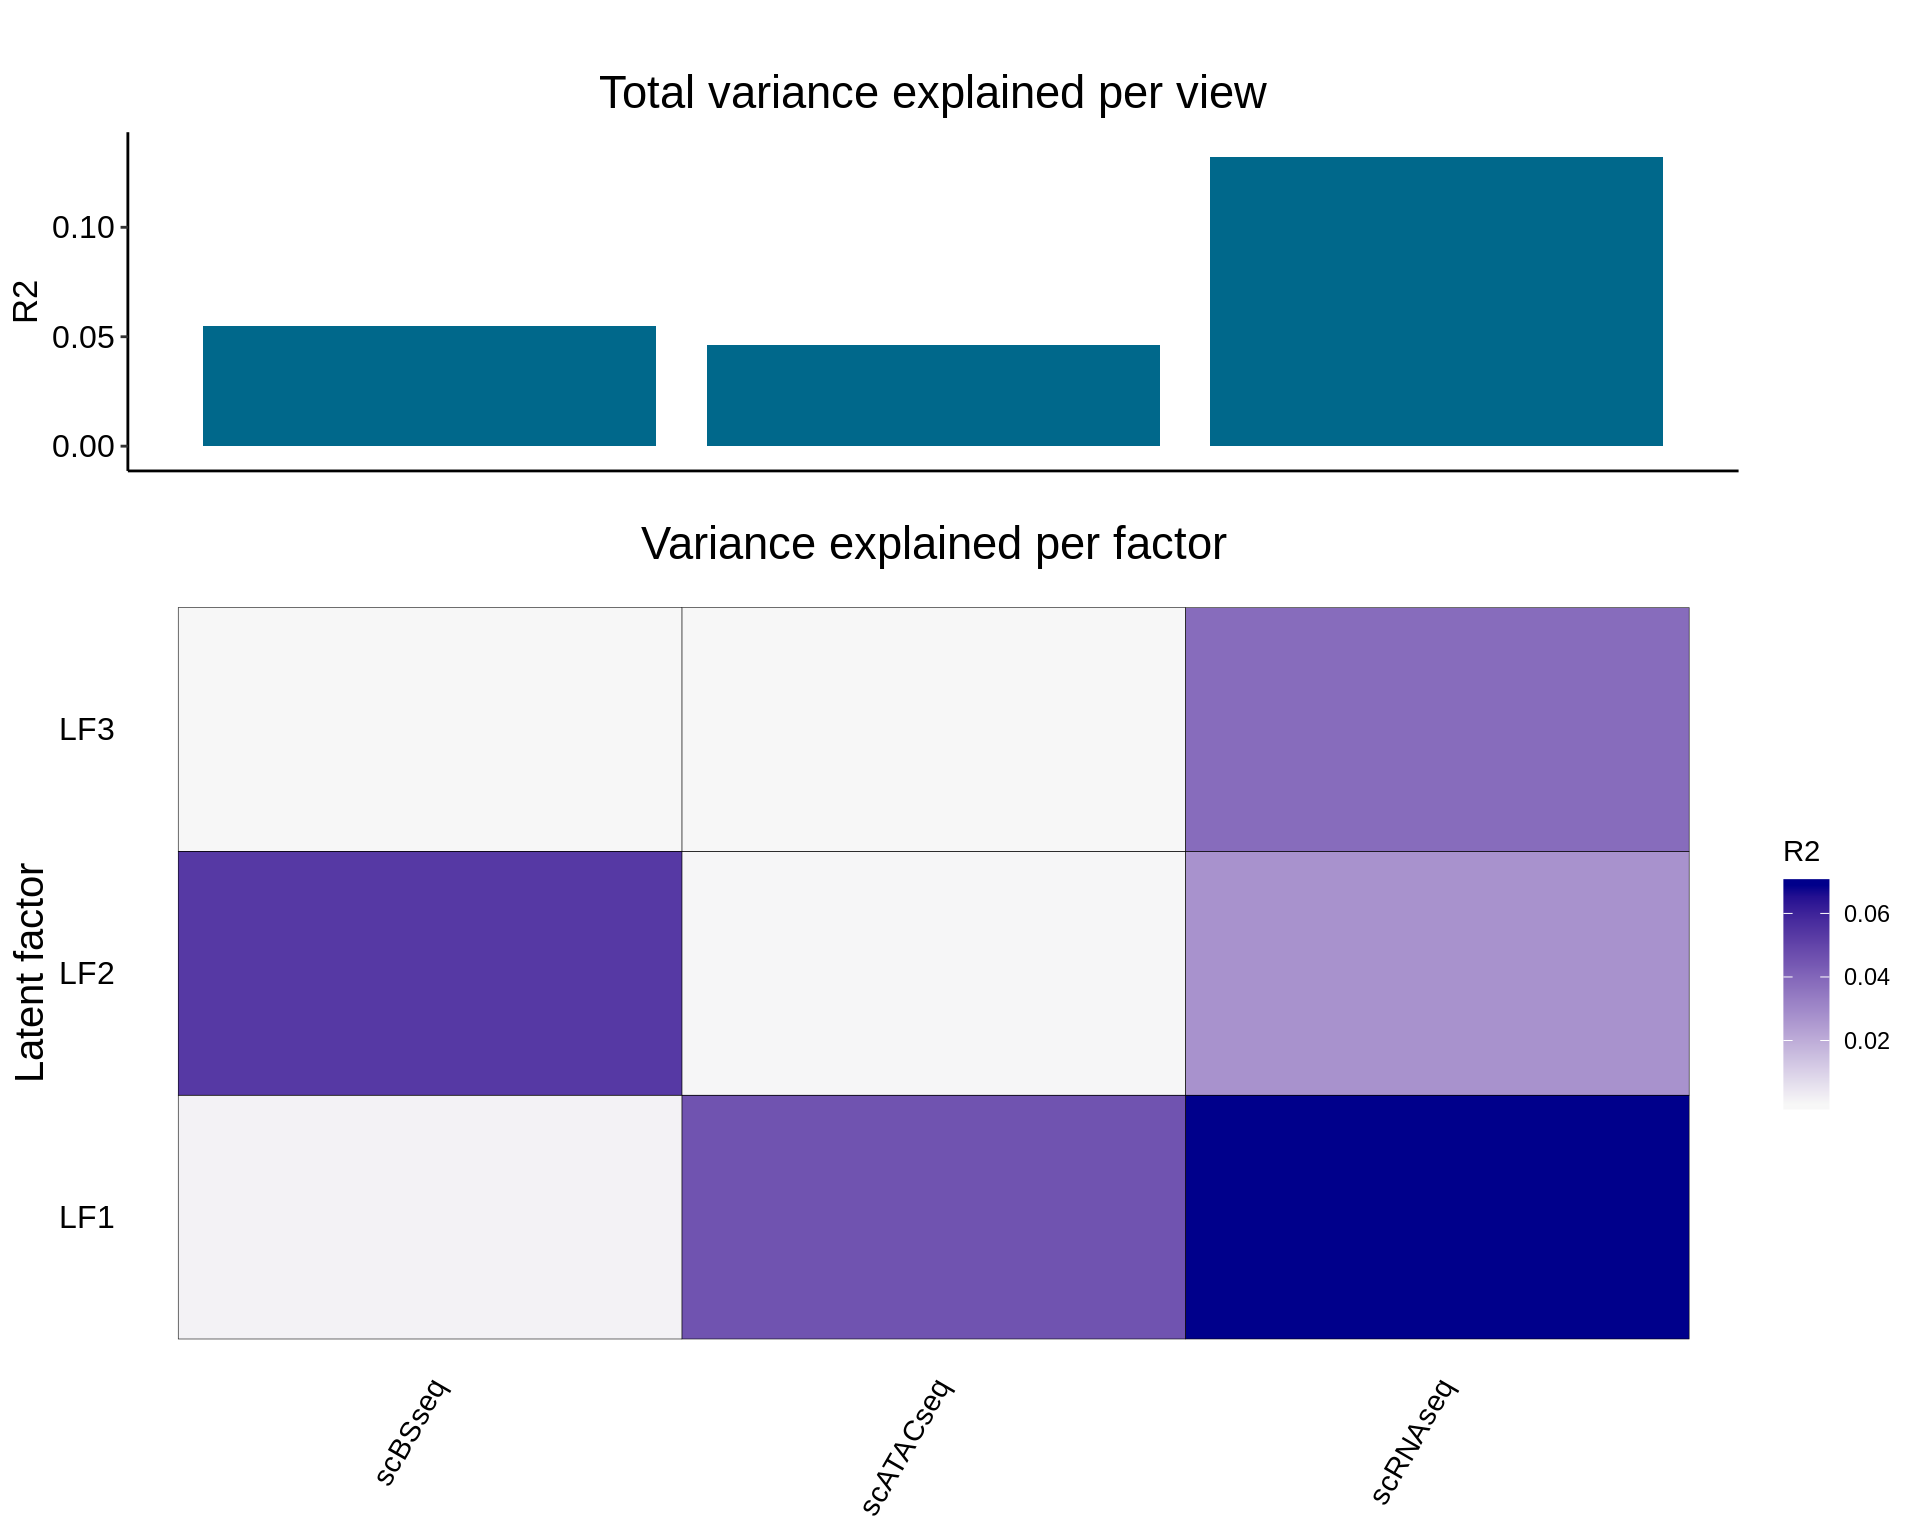 Total variance explained per view
R2
0.10
0.05
0.00
Variance explained per factor
Latent factor
LF3
LF2
LF1
scBSseq
scATACseq
scRNAseq
R2
0.06
0.04
0.02